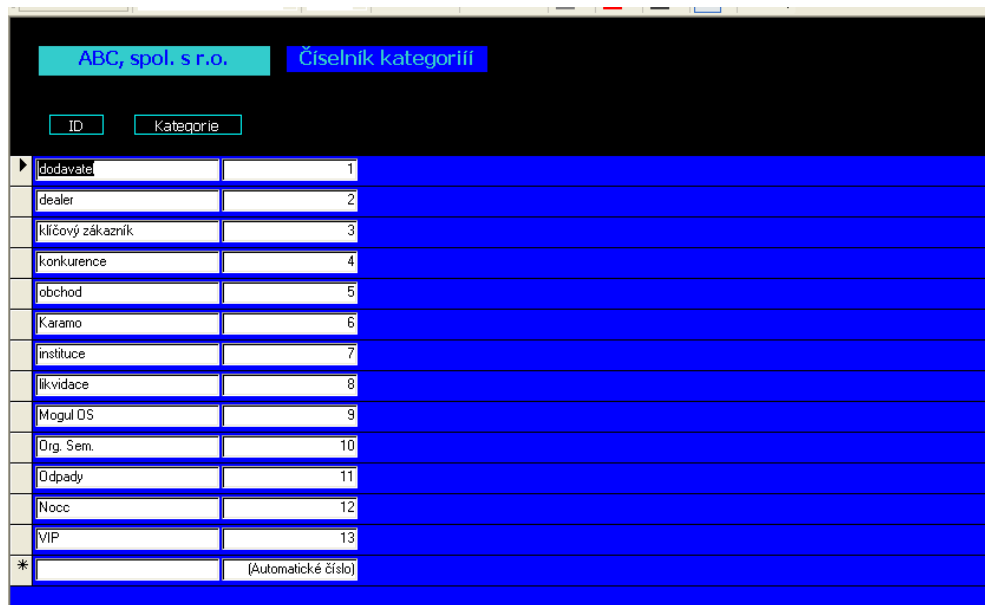 ABC, spol. s r.o. Číselník kategoriíí
ID Kategorie
dodavatel 1
dealer 2
klíčový zákazník 3
konkurence 4
obchod 5
Karamo 6
instituce 7
likvidace 8
Mogul OS 9
Org. Sem. 10
Odpady 11
Nocc 12
VIP 13
(Automatické číslo)